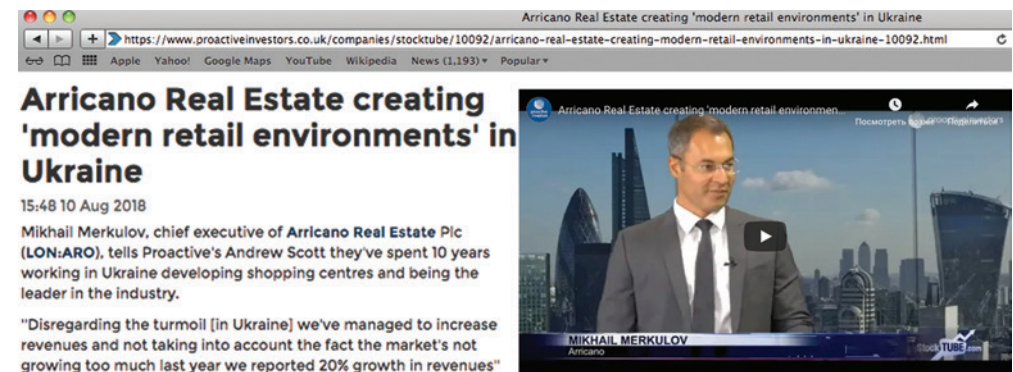 Arricano Real Estate creating 'modern retail environments' in Ukraine
https://www.proactiveinvestors.co.uk/companies/stocktube/10092/arricano-real-estate-creating-modern-retail-environments-in-ukraine-10092.html
Apple Yahoo! Google Maps YouTube Wikipedia News (1,193) Popular
Arricano Real Estate creating
'modern retail environments' in
Ukraine
15:48 10 Aug 2018
Mikhail Merkulov, chief executive of Arricano Real Estate Plc
(LON:ARO), tells Proactive's Andrew Scott they've spent 10 years
working in Ukraine developing shopping centres and being the
leader in the industry.
"Disregarding the turmoil [in Ukraine] we've managed to increase
revenues and not taking into account the fact the market's not
growing too much last year we reported 20% growth in revenues"
Arricano Real Estate creating 'modern retail environmen...
Посмотреть Поделиться
MIKHAIL MERKULOV
Arricano
StockTUBE.com